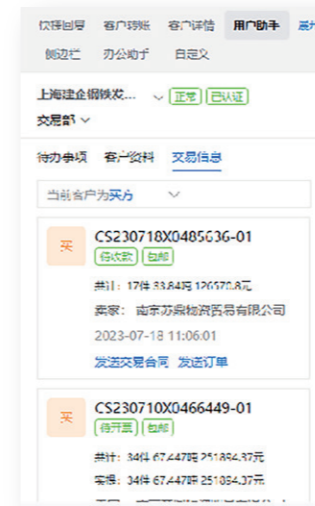 快捷回复 客户转账 客户详情 用户助手
侧边栏 办公助手 自定义
上海建企钢铁发... 正常 已认证
交易部
待办事项 客户资料 交易信息
当前客户为买方
买 CS230718X0485636-01
待收款 包邮
共计： 17件 33.84吨 126570.8元
卖家： 南京苏鼎物资贸易有限公司
2023-07-18 11:06:01
发送交易合同 发送订单
买 CS230710X0466449-01
待开票 包邮
共计： 34件 67.447吨 251894.37元
实提： 34件 67.447吨 251894.37元